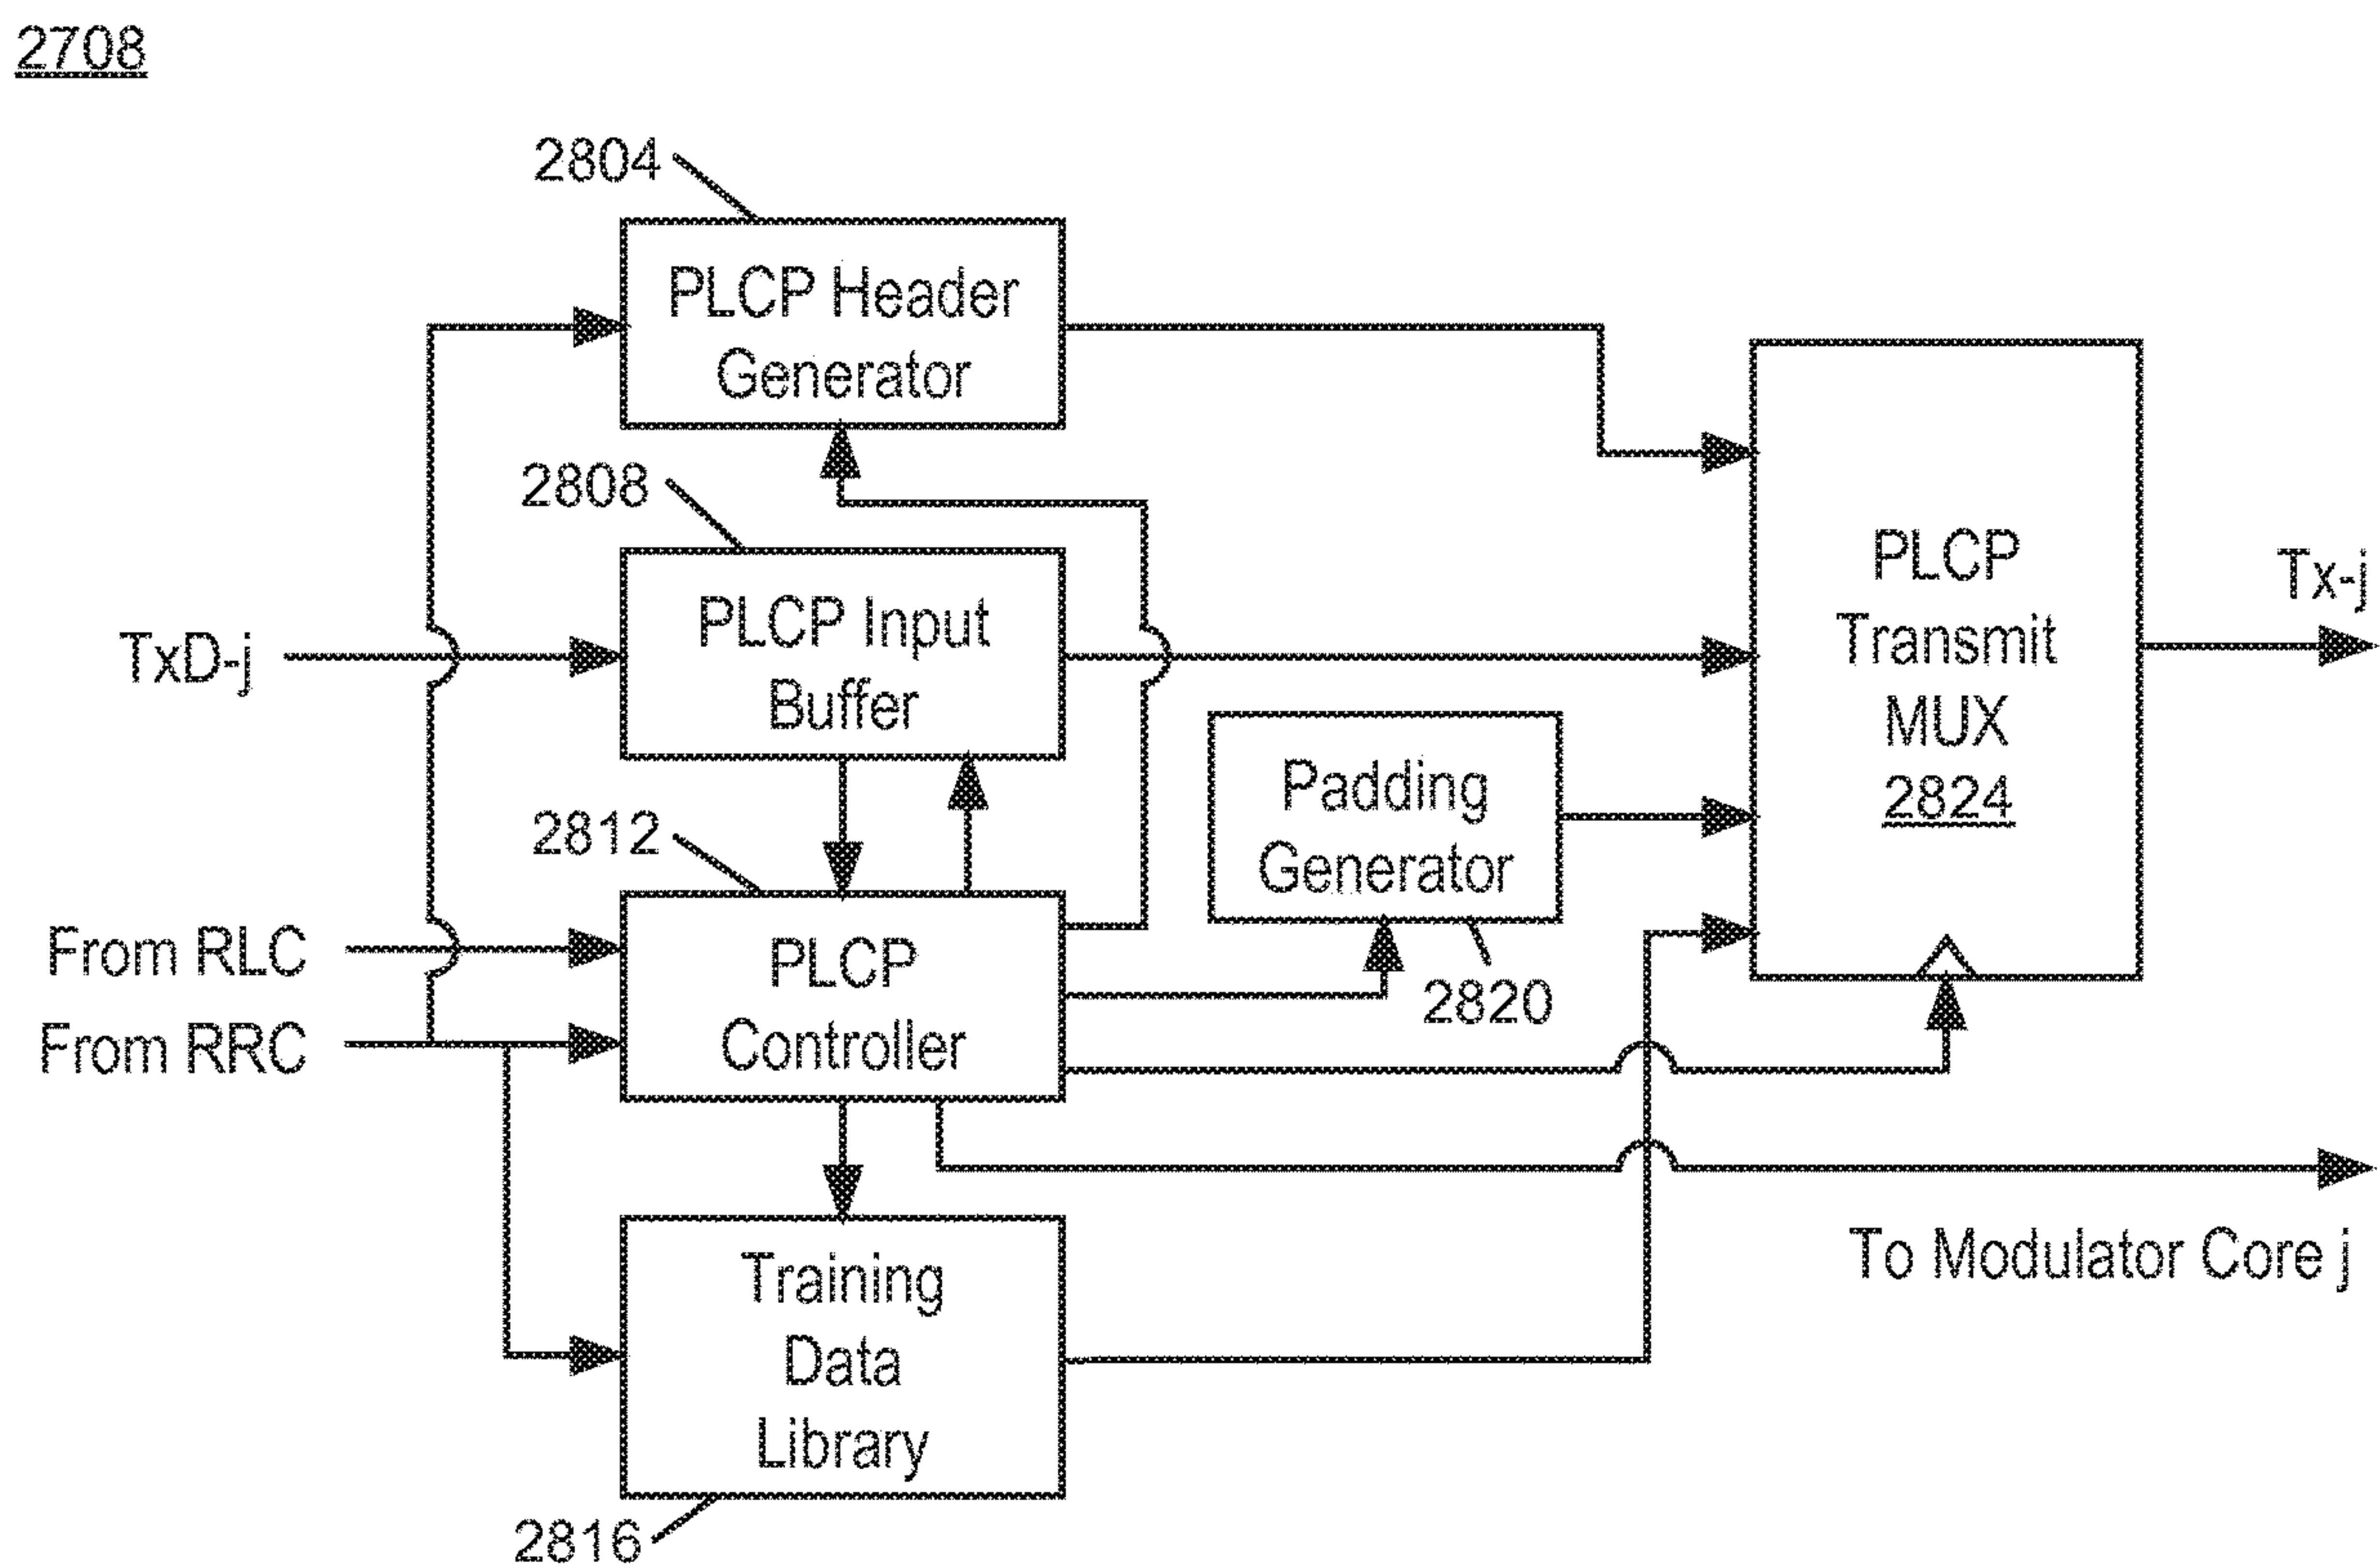 2708
2804
PLCP Header
Generator
2808
PLCP Input
Buffer
TxD-j
PLCP
Transmit
MUX
2824
Tx-j
Padding
Generator
2820
2812
From RLC
From RRC
PLCP
Controller
To Modulator Core j
Training
Data
Library
2816